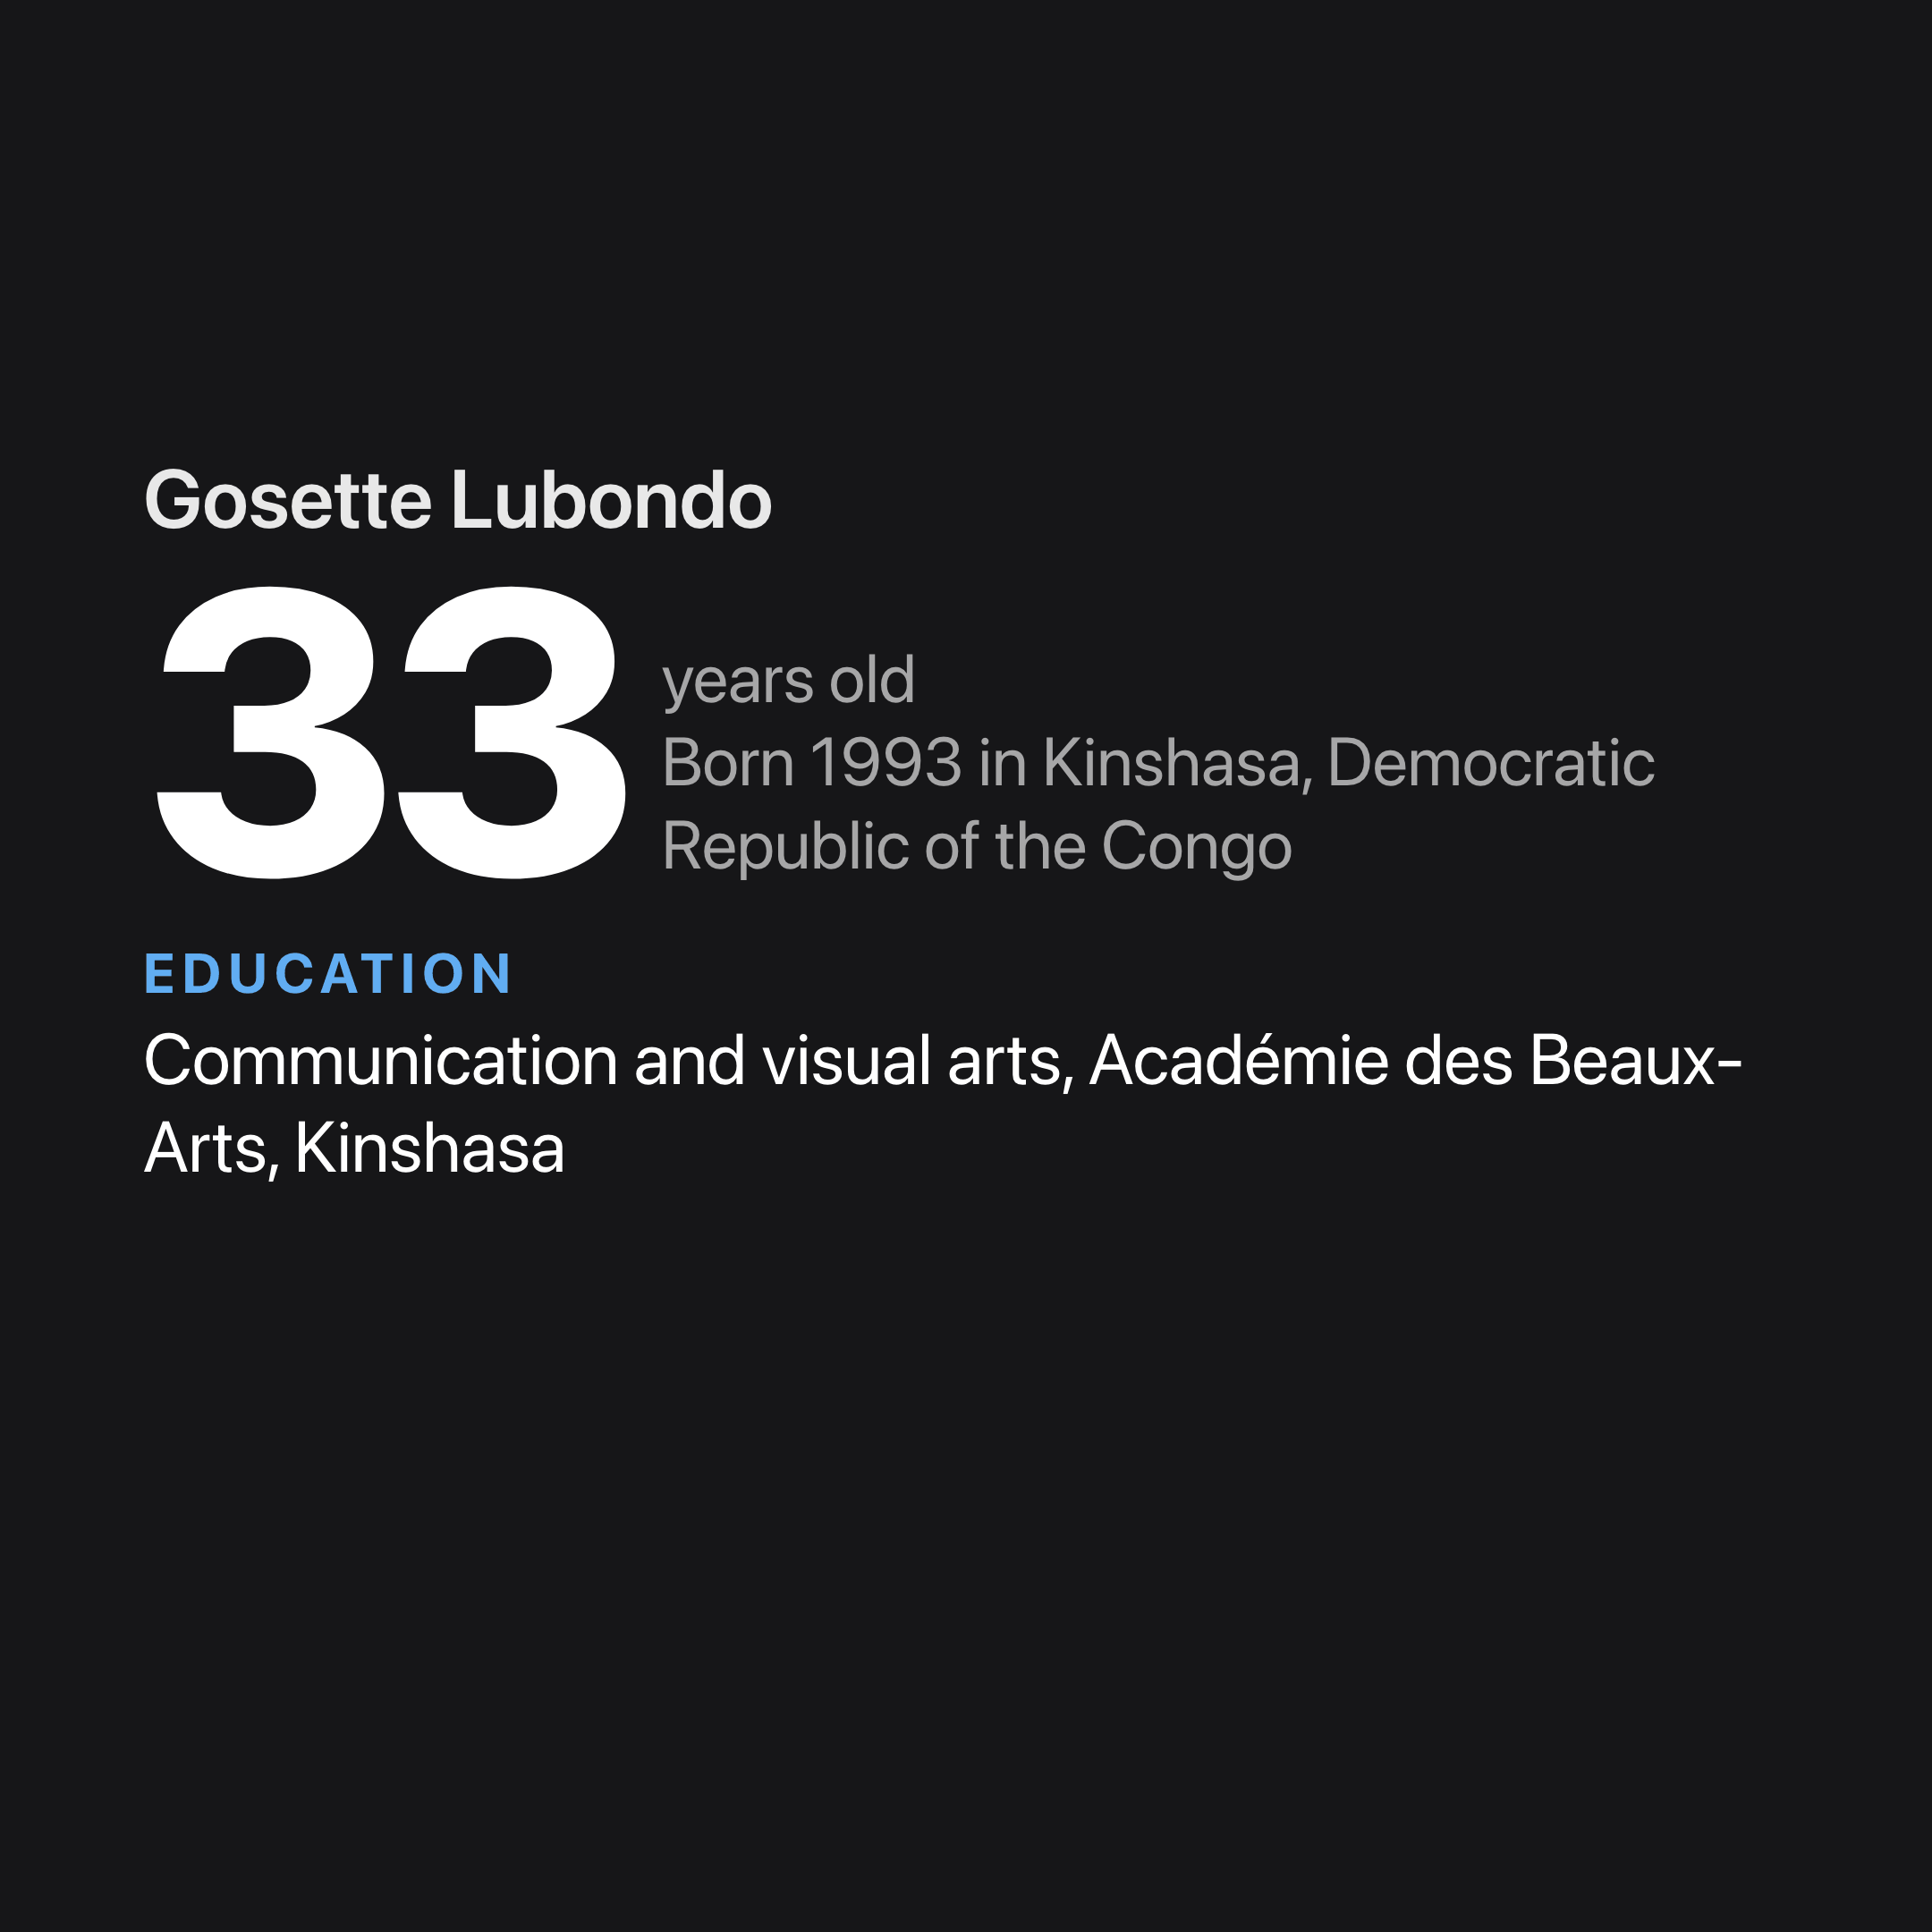 Gosette Lubondo
33
years old
Born 1993 in Kinshasa, Democratic
Republic of the Congo
EDUCATION
Communication and visual arts, Académie des Beaux-
Arts, Kinshasa